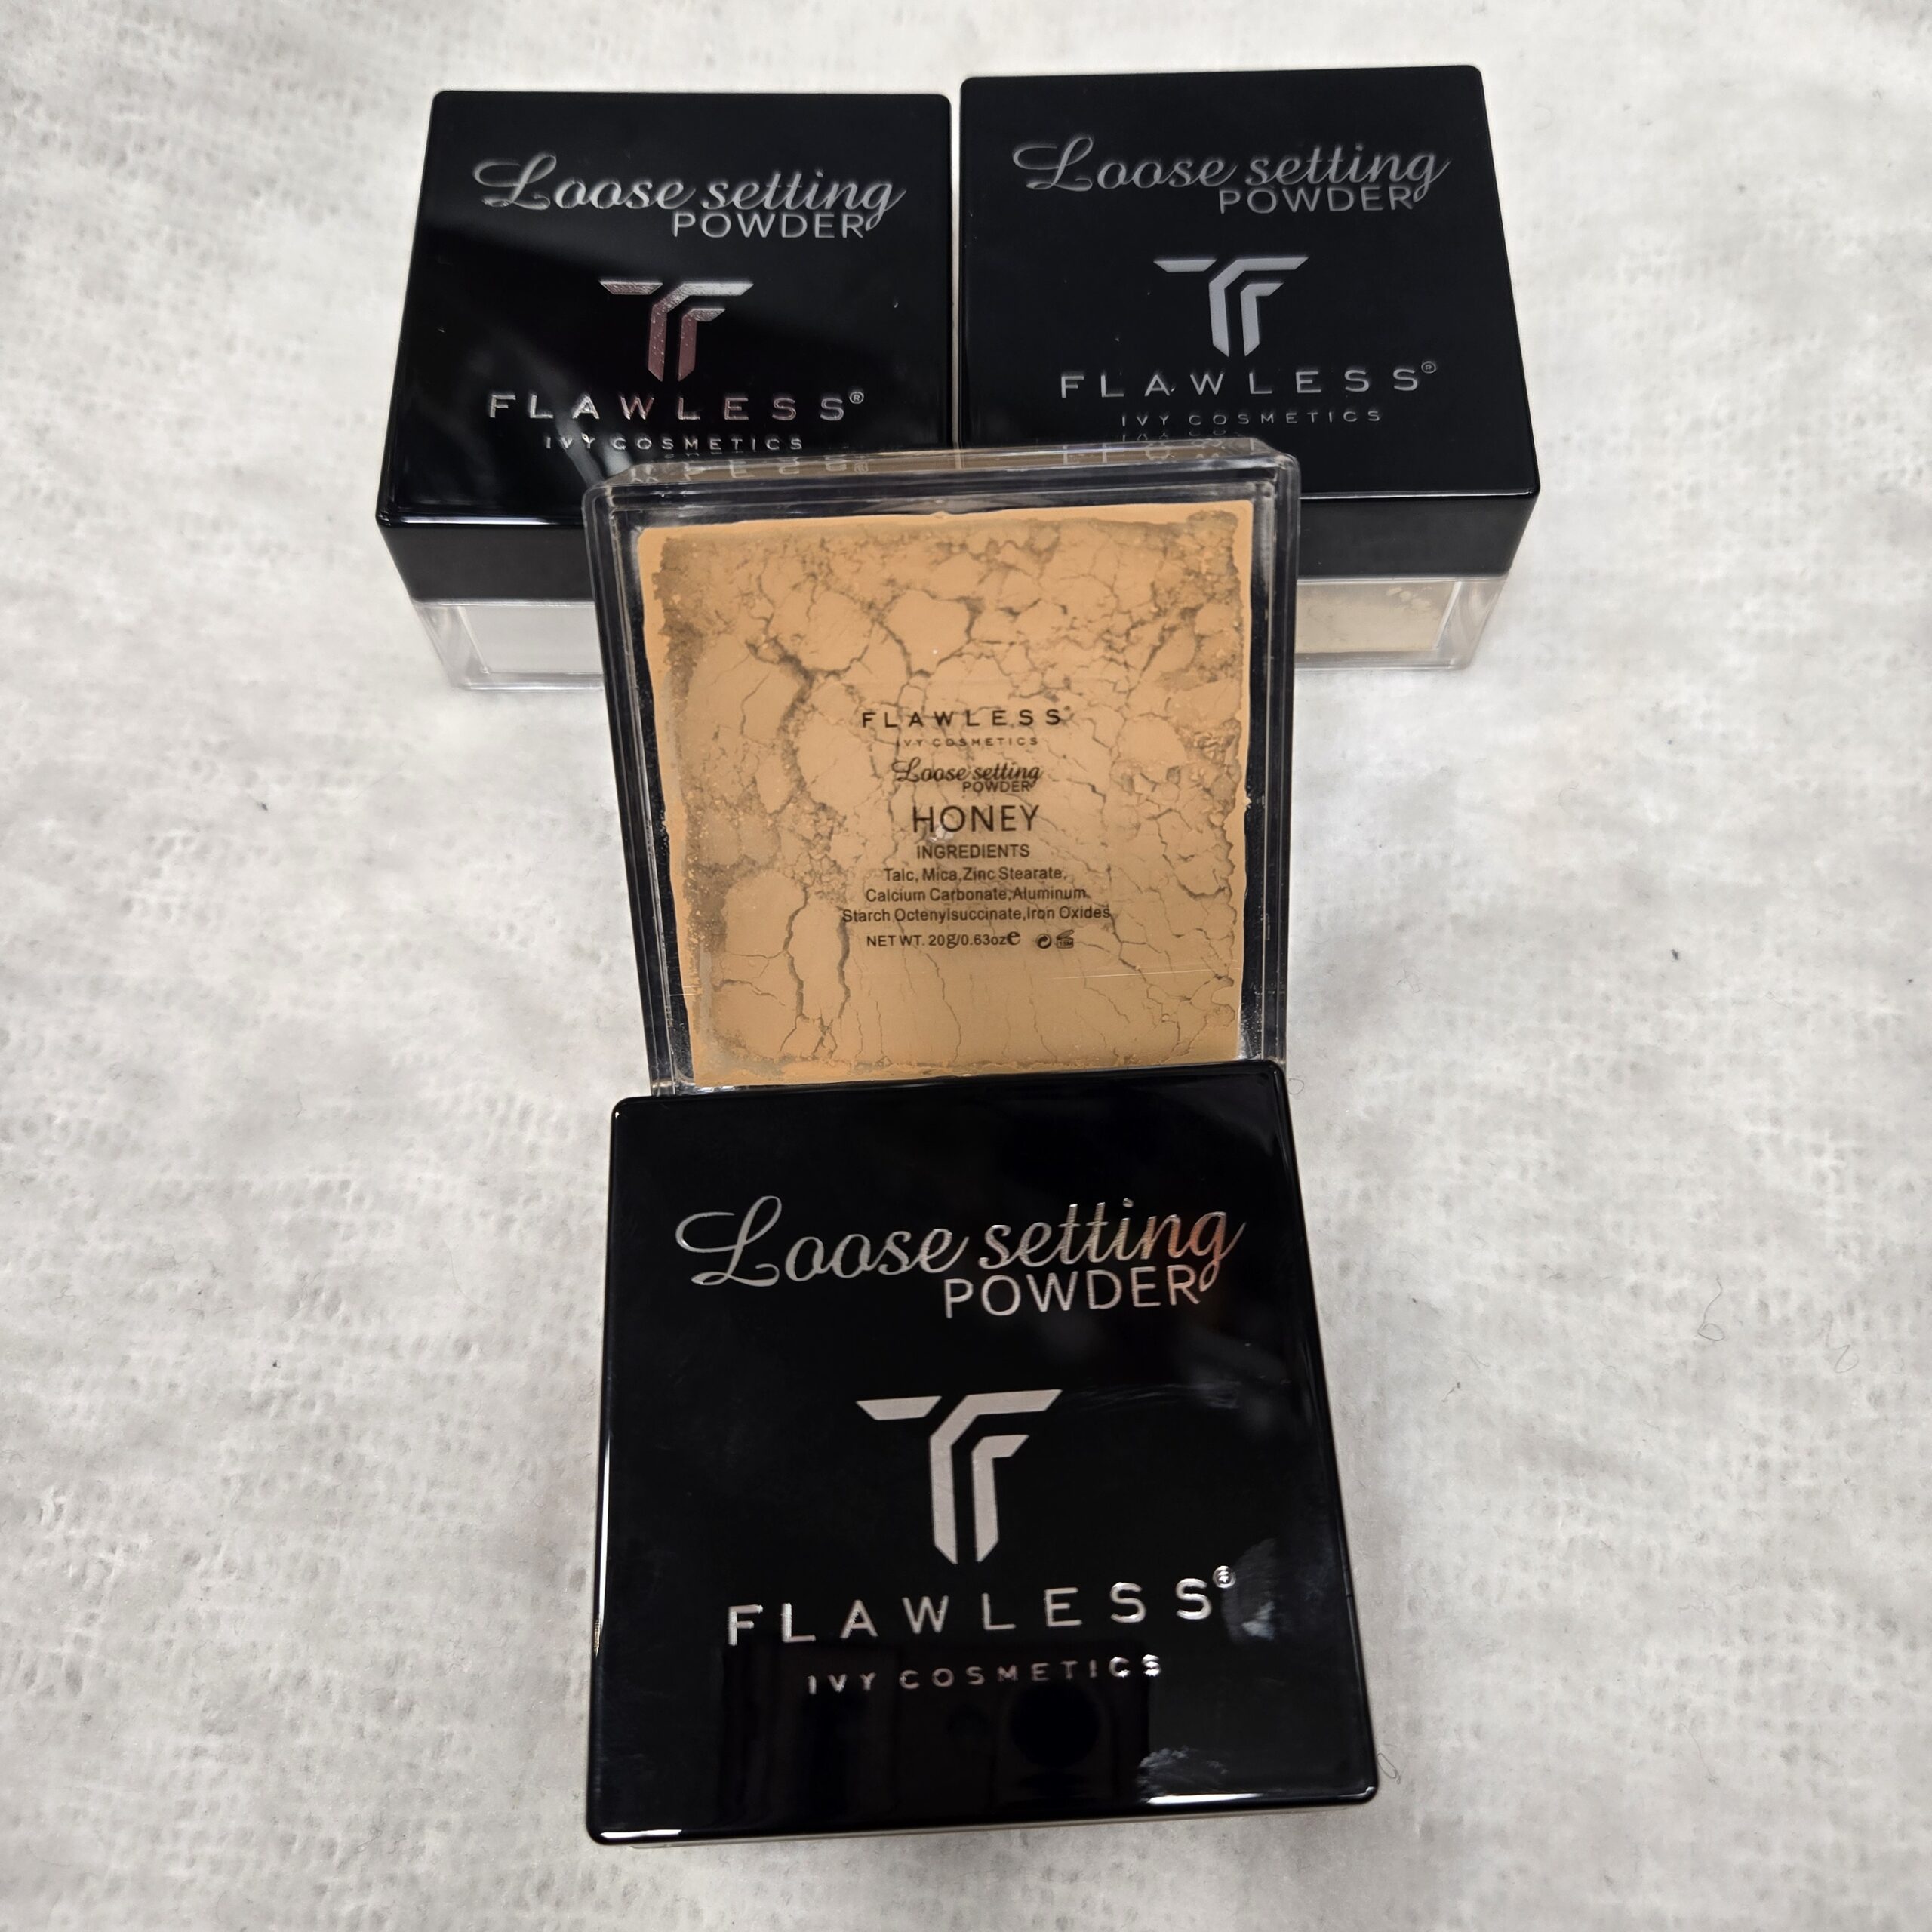 Loose setting
POWDER
FLAWLESS®
IVY COSMETICS
Loose setting
POWDER
FLAWLESS®
IVY COSMETICS
FLAWLESS®
IVY COSMETICS
Loose setting
POWDER
HONEY
INGREDIENTS
Talc, Mica,Zinc Stearate,
Calcium Carbonate,Aluminum.
Starch Octenylsuccinate,Iron Oxides
NET WT. 20g/0.63oz℮
Loose setting
POWDER
FLAWLESS®
IVY COSMETICS